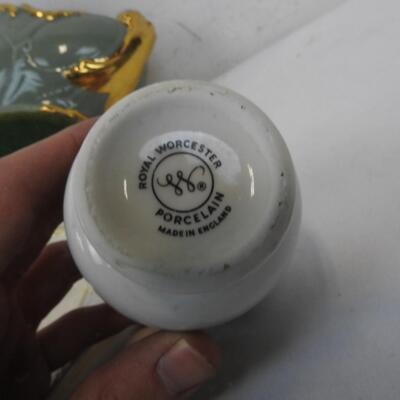 ROYAL WORCESTER
®
PORCELAIN
MADE IN ENGLAND